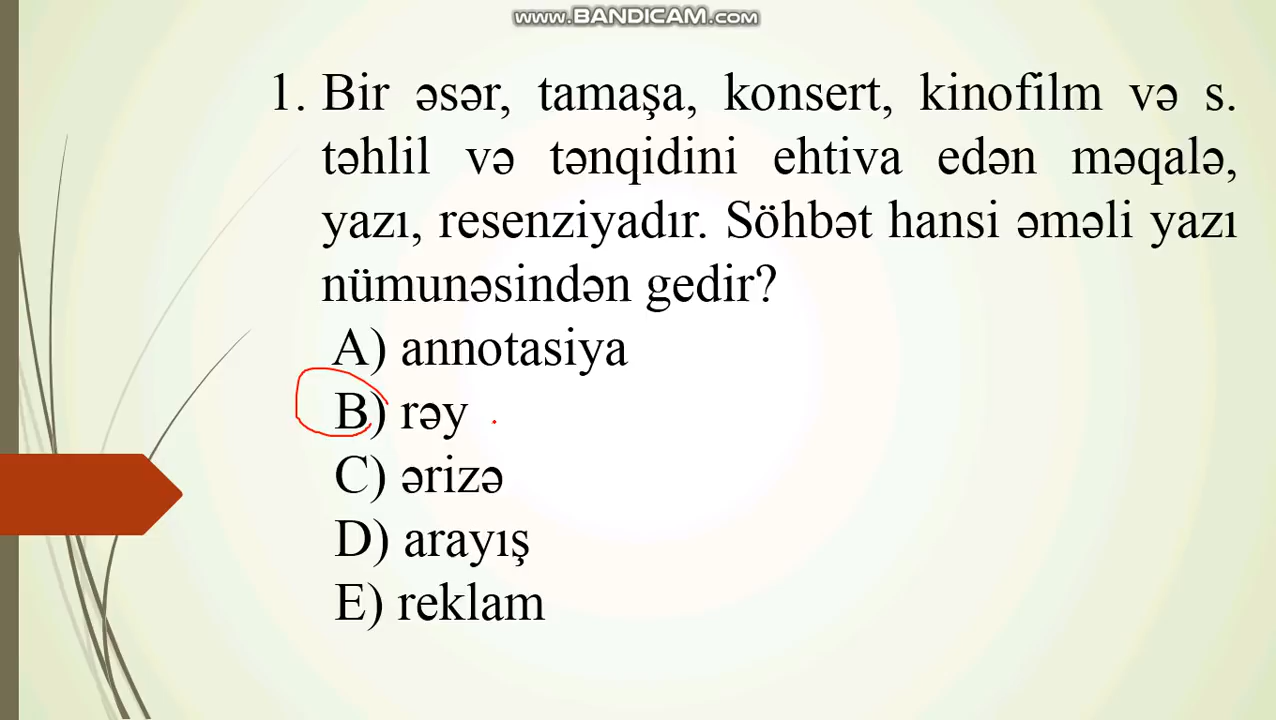 www.BANDICAM.com
1. Bir əsər, tamaşa, konsert, kinofilm və s.
təhlil və tənqidini ehtiva edən məqalə,
yazı, resenziyadır. Söhbət hansi əməli yazı
nümunəsindən gedir?
A) annotasiya
B) rəy
C) ərizə
D) arayış
E) reklam